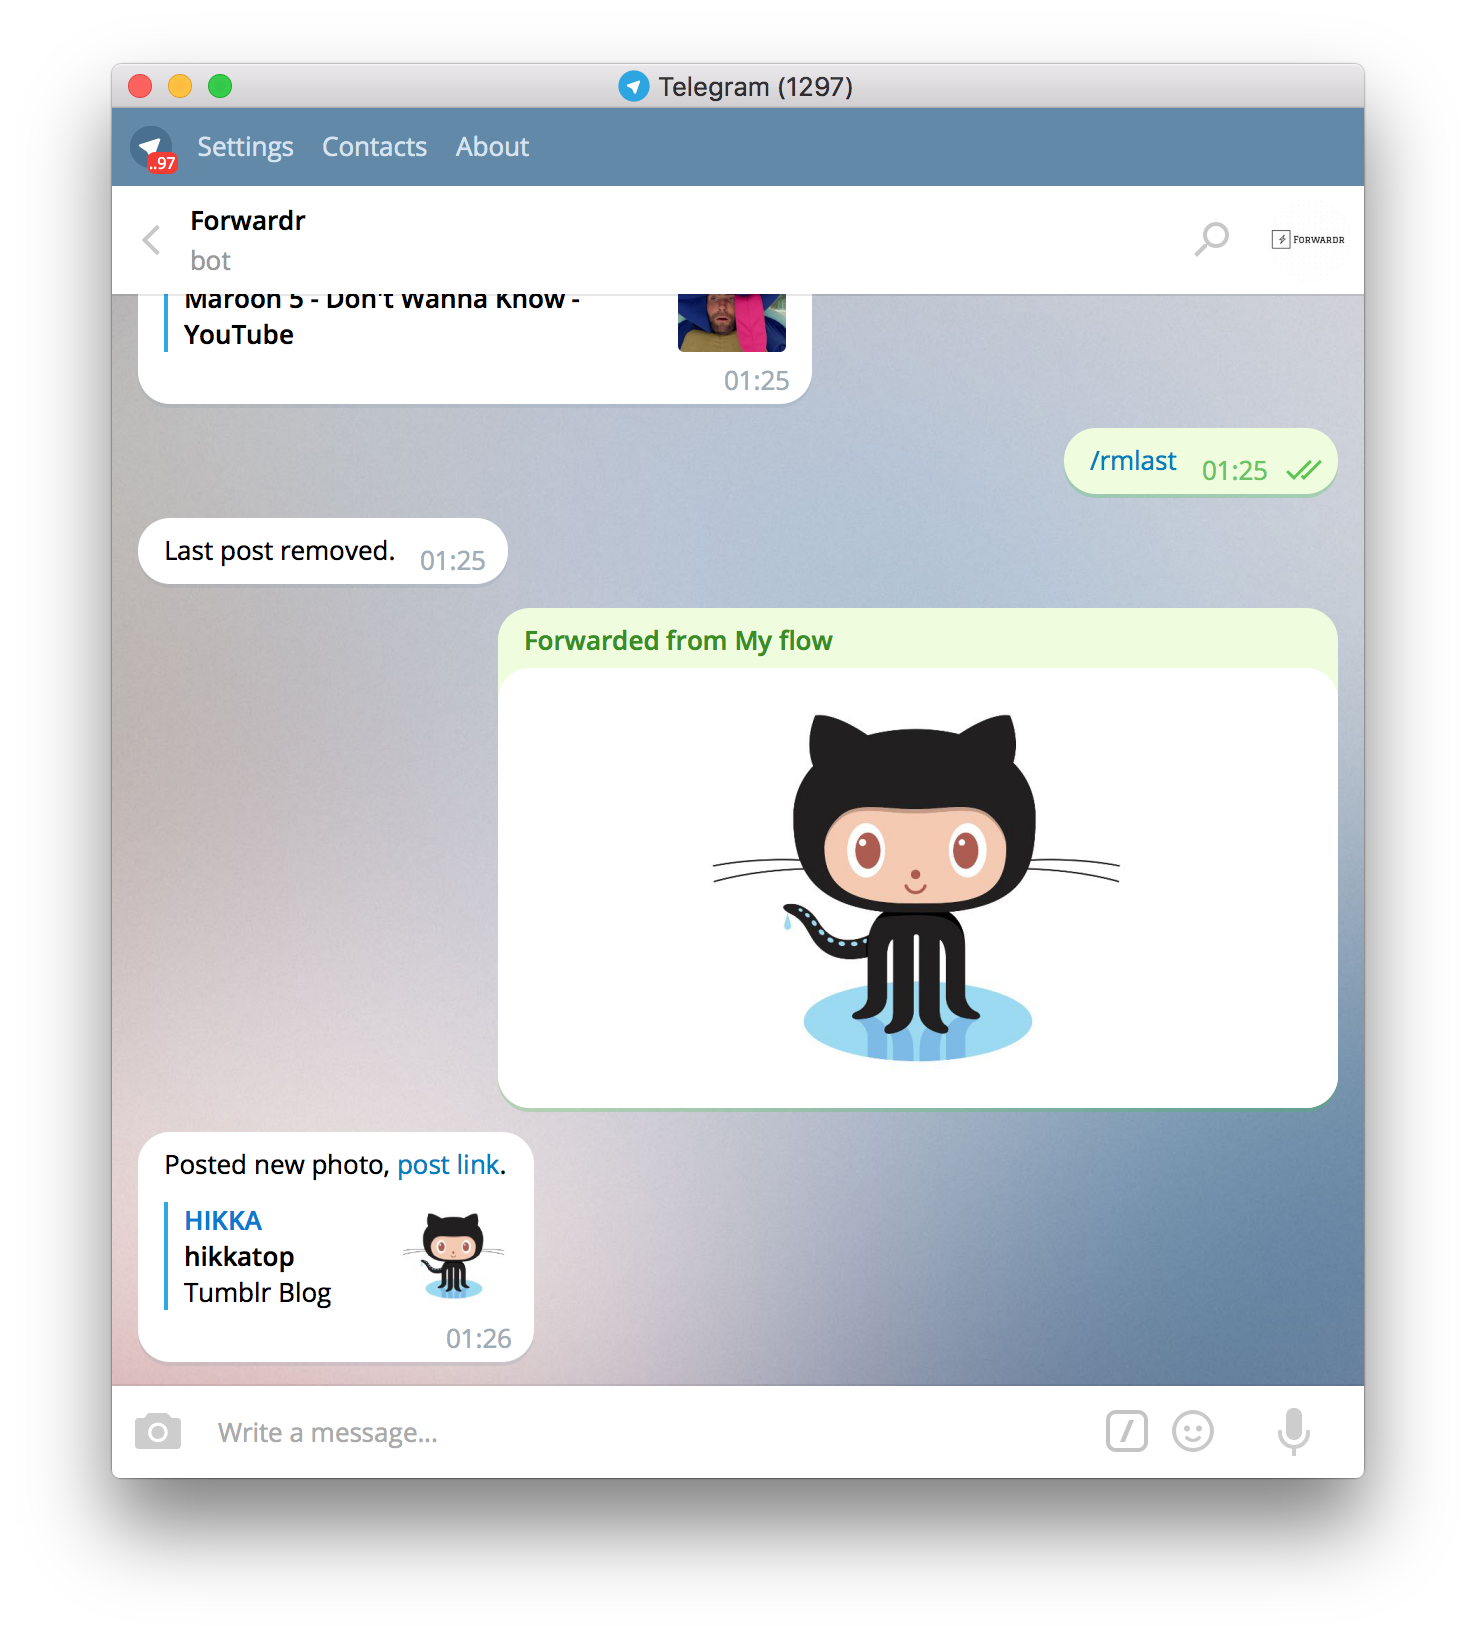 Telegram (1297)
..97
Settings Contacts About
Forwardr
bot
FORWARDR
Maroon 5 - Don't Wanna Know -
YouTube
01:25
/rmlast 01:25
Last post removed. 01:25
Forwarded from My flow
Posted new photo, post link.
HIKKA
hikkatop
Tumblr Blog
01:26
Write a message...